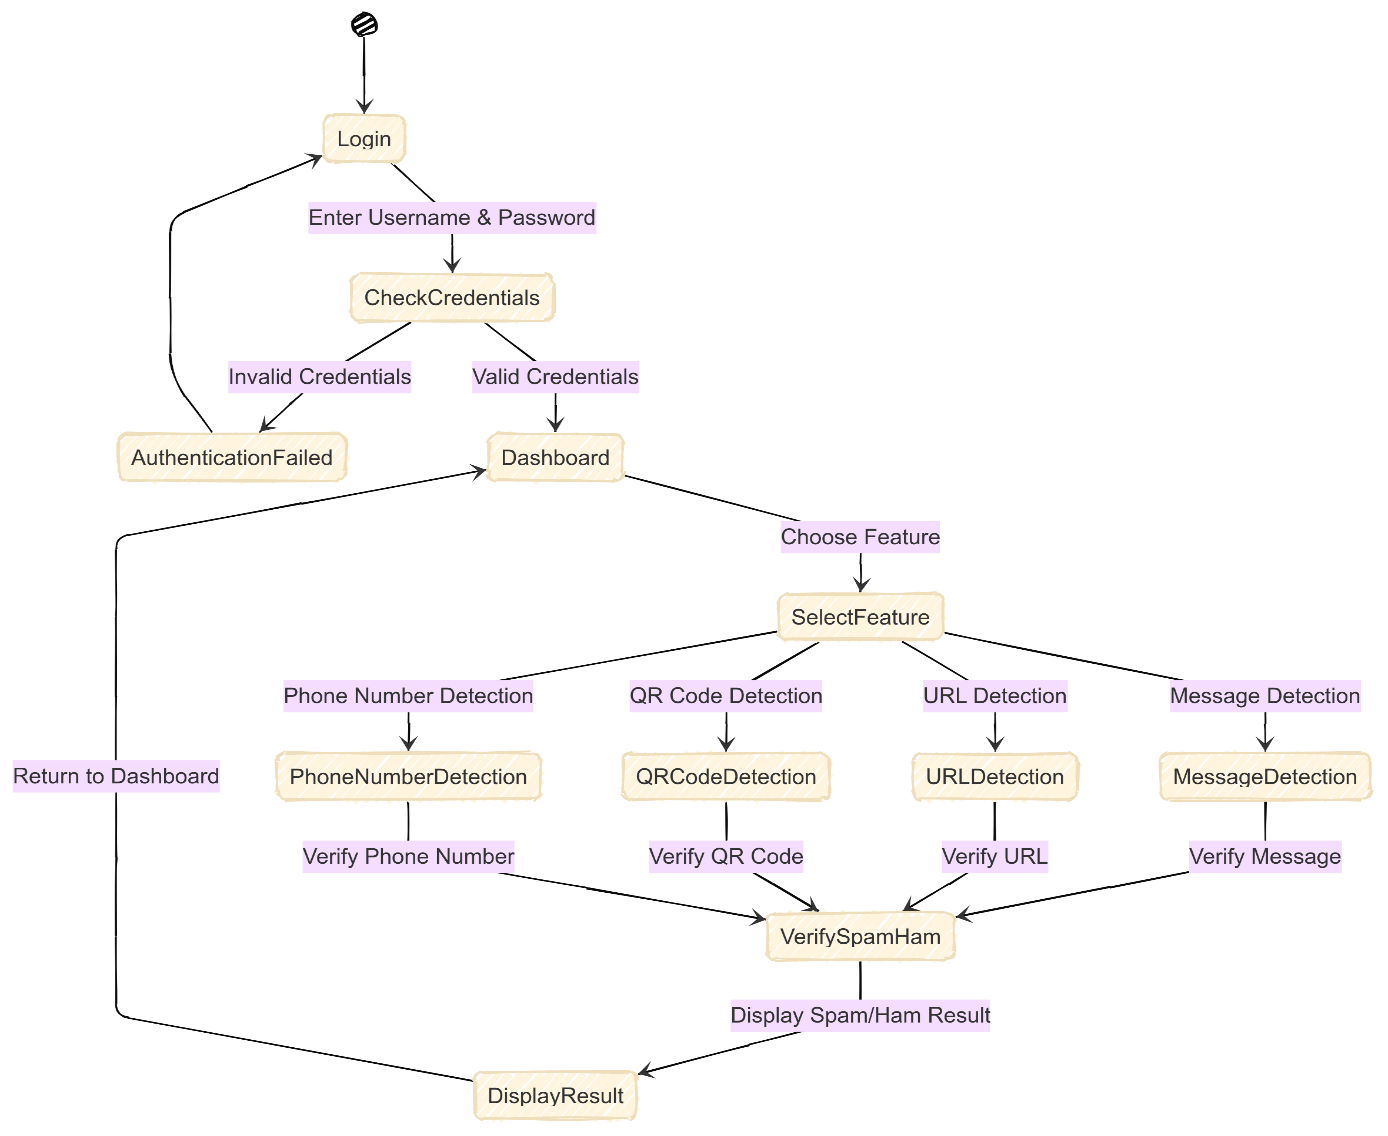 Login
Enter Username & Password
CheckCredentials
Invalid Credentials
Valid Credentials
AuthenticationFailed
Dashboard
Choose Feature
SelectFeature
Phone Number Detection
QR Code Detection
URL Detection
Message Detection
Return to Dashboard
PhoneNumberDetection
QRCodeDetection
URLDetection
MessageDetection
Verify Phone Number
Verify QR Code
Verify URL
Verify Message
VerifySpamHam
Display Spam/Ham Result
DisplayResult